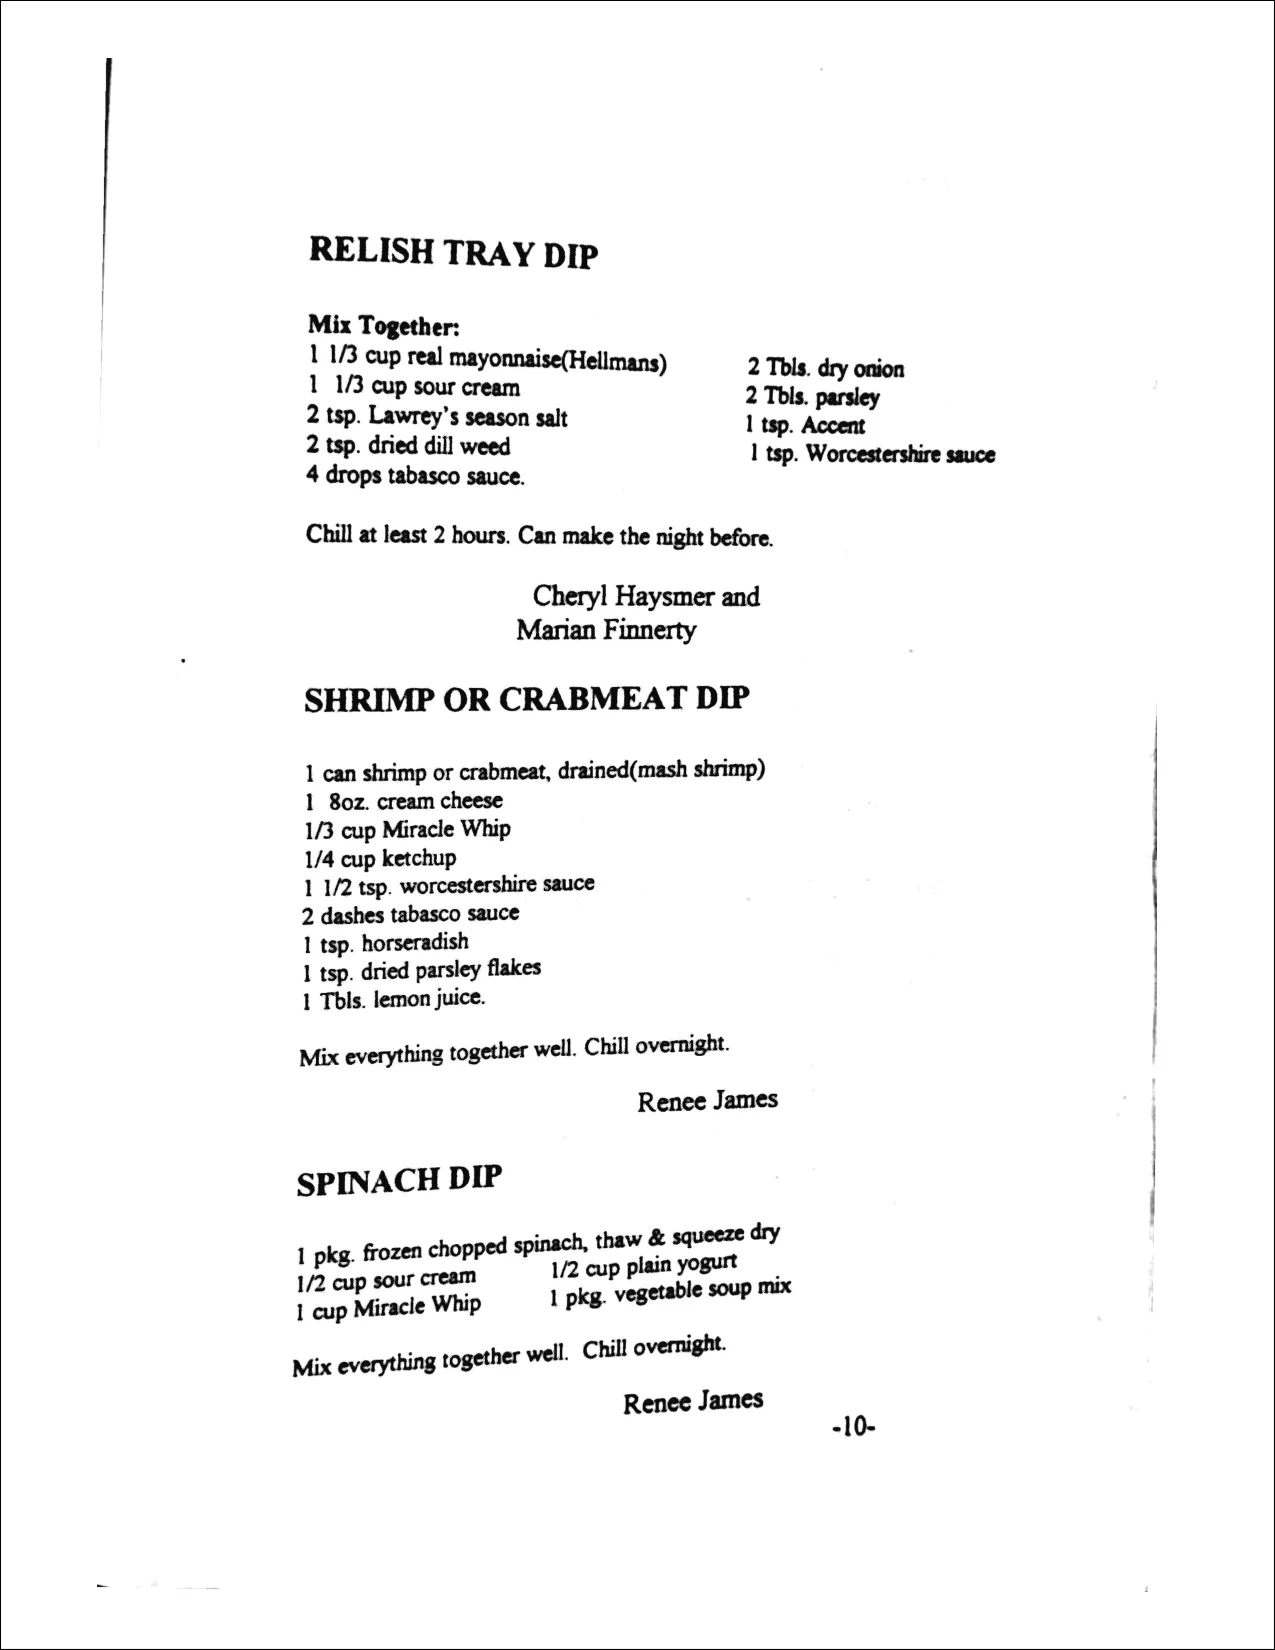 RELISH TRAY DIP
Mix Together:
1 1/3 cup real mayonnaise(Hellmans)
1 1/3 cup sour cream
2 tsp. Lawrey's season salt
2 tsp. dried dill weed
4 drops tabasco sauce.
2 Tbls. dry onion
2 Tbls. parsley
1 tsp. Accent
1 tsp. Worcestershire sauce
Chill at least 2 hours. Can make the night before.
Cheryl Haysmer and
Marian Finnerty
SHRIMP OR CRABMEAT DIP
1 can shrimp or crabmeat, drained(mash shrimp)
1 8oz. cream cheese
1/3 cup Miracle Whip
1/4 cup ketchup
1 1/2 tsp. worcestershire sauce
2 dashes tabasco sauce
1 tsp. horseradish
1 tsp. dried parsley flakes
1 Tbls. lemon juice.
Mix everything together well. Chill overnight.
Renee James
SPINACH DIP
1 pkg. frozen chopped spinach, thaw & squeeze dry
1/2 cup sour cream 1/2 cup plain yogurt
1 cup Miracle Whip 1 pkg. vegetable soup mix
Mix everything together well. Chill overnight.
Renee James
-10-